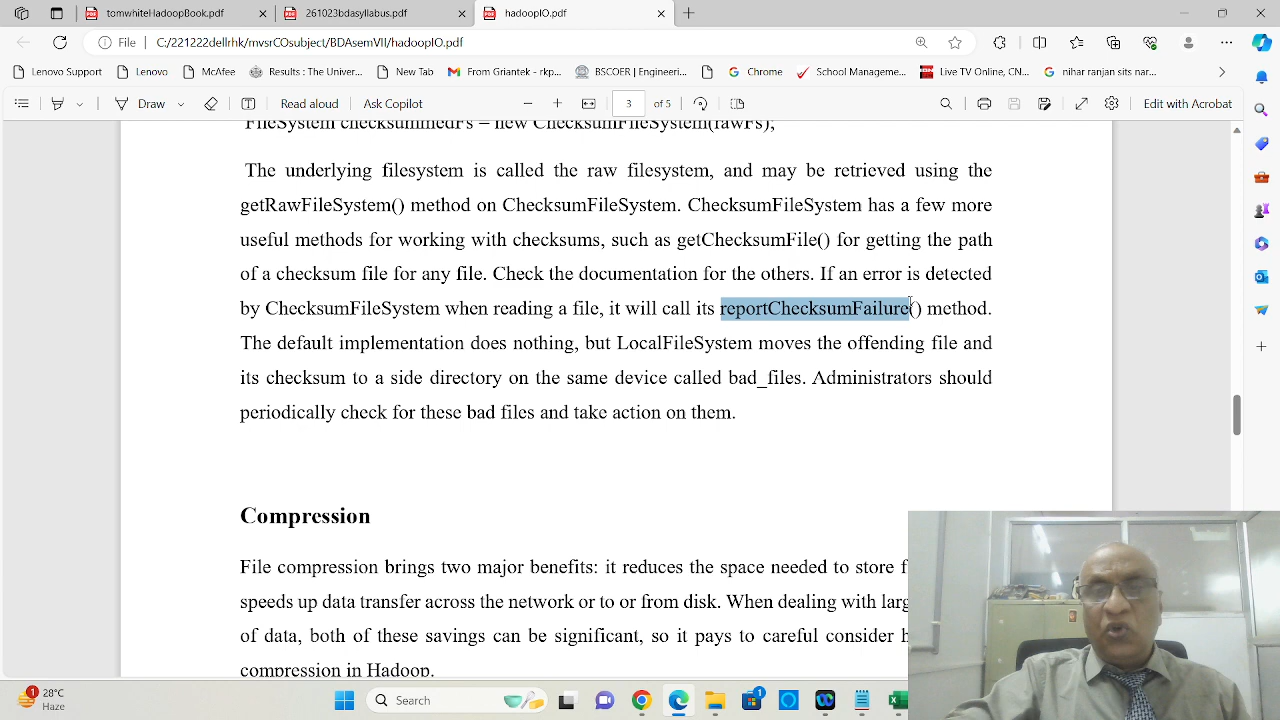 tomwhiteHadoopBook.pdf
261023bdasyllabus.pdf
hadoopIO.pdf
File
C:/221222dellrhk/mvsrCOsubject/BDAsemVII/hadoopIO.pdf
Lenovo Support
Lenovo
McAfee
Results : The Univer...
New Tab
From Griantek - rkp...
BSCOER | Engineeri...
Chrome
School Manageme...
Live TV Online, CN...
nihar ranjan sits nar...
Draw
Read aloud
Ask Copilot
3 of 5
Edit with Acrobat
FileSystem checksummedFs = new ChecksumFileSystem(rawFs);
The underlying filesystem is called the raw filesystem, and may be retrieved using the
getRawFileSystem() method on ChecksumFileSystem. ChecksumFileSystem has a few more
useful methods for working with checksums, such as getChecksumFile() for getting the path
of a checksum file for any file. Check the documentation for the others. If an error is detected
by ChecksumFileSystem when reading a file, it will call its reportChecksumFailure() method.
The default implementation does nothing, but LocalFileSystem moves the offending file and
its checksum to a side directory on the same device called bad_files. Administrators should
periodically check for these bad files and take action on them.
Compression
File compression brings two major benefits: it reduces the space needed to store
speeds up data transfer across the network or to or from disk. When dealing with
of data, both of these savings can be significant, so it pays to careful consider
compression in Hadoop.
1
28°C
Haze
Search
1